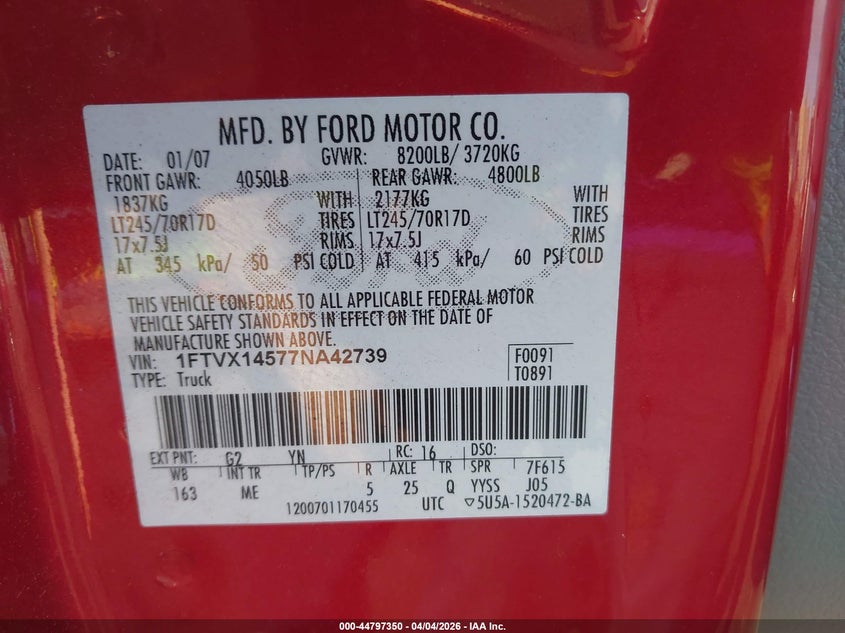 MFD. BY FORD MOTOR CO.
DATE: 01/07 GVWR: 8200LB/ 3720KG
FRONT GAWR: 4050LB REAR GAWR: 4800LB
1837KG WITH 2177KG WITH
LT245/70R17D TIRES LT245/70R17D TIRES
17x7.5J RIMS 17x7.5J RIMS
AT 345 kPa/ 50 PSI COLD AT 415 kPa/ 60 PSI COLD
THIS VEHICLE CONFORMS TO ALL APPLICABLE FEDERAL MOTOR
VEHICLE SAFETY STANDARDS IN EFFECT ON THE DATE OF
MANUFACTURE SHOWN ABOVE.
VIN: 1FTVX14577NA42739 F0091
TYPE: Truck T0891
EXT PNT: G2 YN RC: 16 DSO:
WB INT TR TP/PS R AXLE TR SPR 7F615
163 ME 5 25 Q YYSS J05
1200701170455 UTC ▽5U5A-1520472-BA
000-44797350 - 04/04/2026 - IAA Inc.